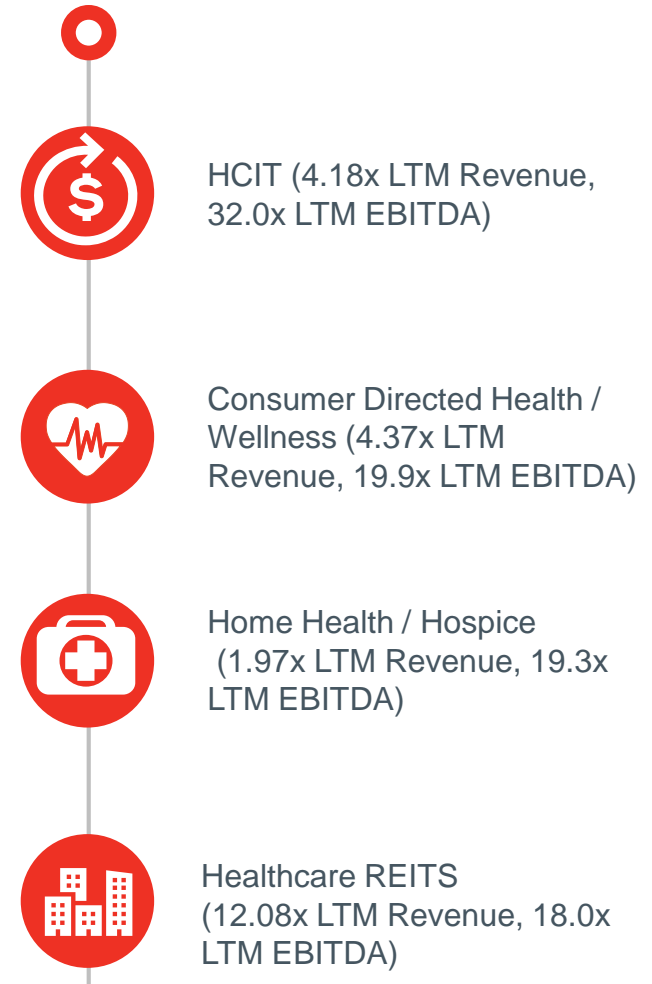 $
HCIT (4.18x LTM Revenue,
32.0x LTM EBITDA)
Consumer Directed Health /
Wellness (4.37x LTM
Revenue, 19.9x LTM EBITDA)
Home Health / Hospice
(1.97x LTM Revenue, 19.3x
LTM EBITDA)
Healthcare REITS
(12.08x LTM Revenue, 18.0x
LTM EBITDA)